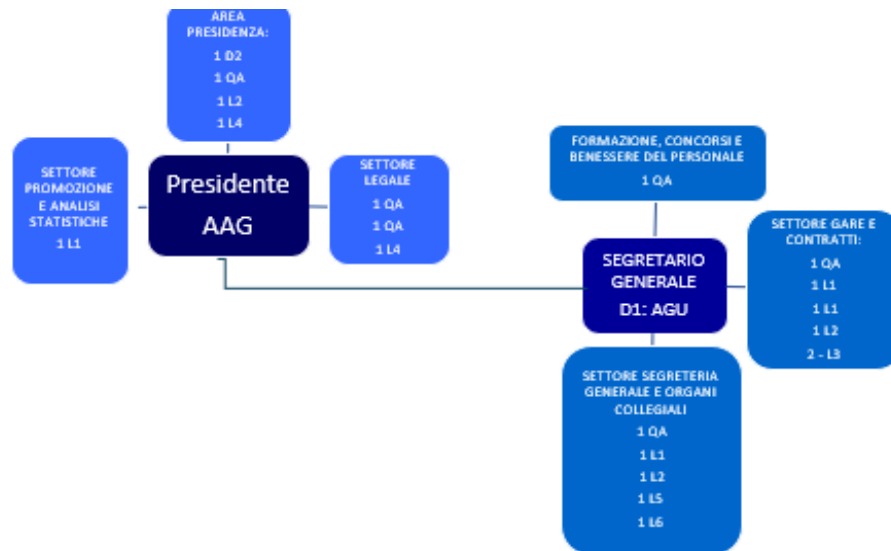 AREA
PRESIDENZA:
1 D2
1 QA
1 L2
1 L4
SETTORE
PROMOZIONE
E ANALISI
STATISTICHE
1 L1
Presidente
AAG
SETTORE
LEGALE
1 QA
1 QA
1 L4
FORMAZIONE, CONCORSI E
BENESSERE DEL PERSONALE
1 QA
SEGRETARIO
GENERALE
D1: AGU
SETTORE GARE E
CONTRATTI:
1 QA
1 L1
1 L1
1 L2
2 - L3
SETTORE SEGRETERIA
GENERALE E ORGANI
COLLEGIALI
1 QA
1 L1
1 L2
1 L5
1 L6